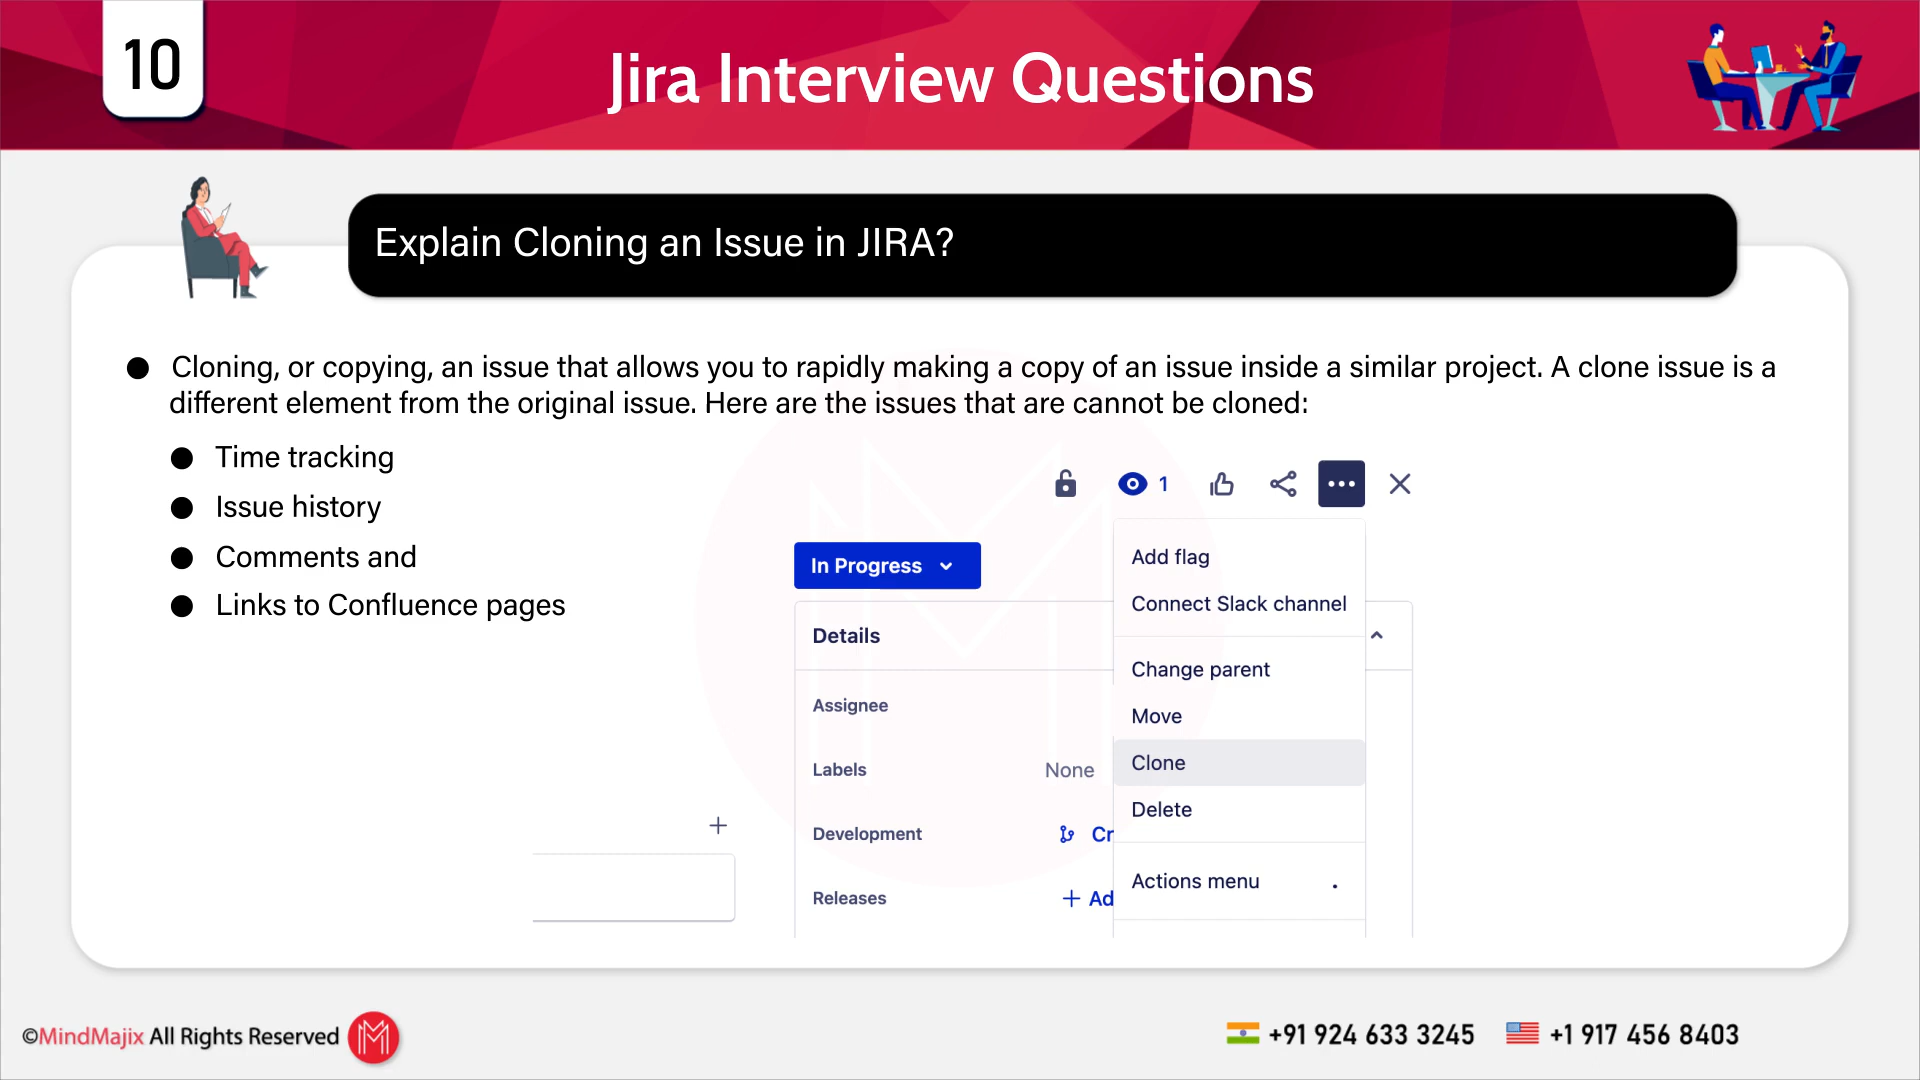 10
Jira Interview Questions
Explain Cloning an Issue in JIRA?
Cloning, or copying, an issue that allows you to rapidly making a copy of an issue inside a similar project. A clone issue is a
different element from the original issue. Here are the issues that are cannot be cloned:
Time tracking
Issue history
Comments and
Links to Confluence pages
1
In Progress
Details
Assignee
Labels
None
Development
Cr
Releases
+ Ad
Add flag
Connect Slack channel
Change parent
Move
Clone
Delete
Actions menu .
©MindMajix All Rights Reserved
+91 924 633 3245
+1 917 456 8403